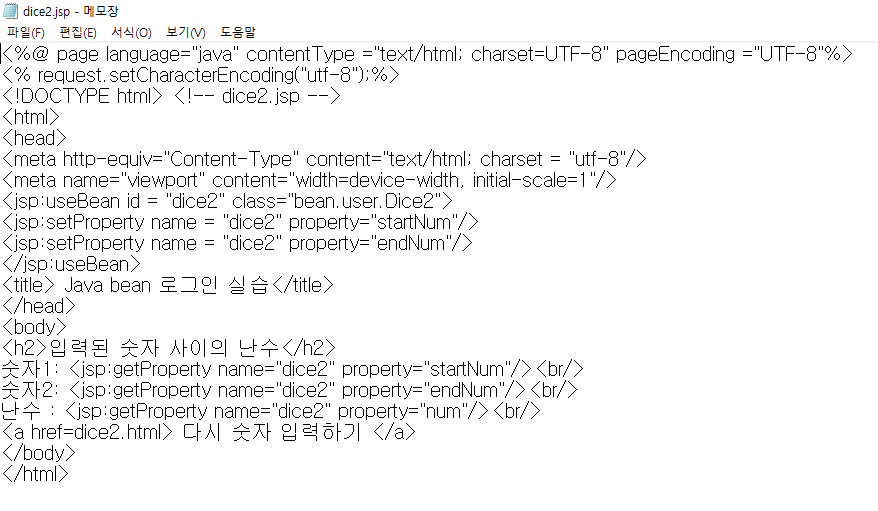 dice2.jsp - 메모장
파일(F) 편집(E) 서식(O) 보기(V) 도움말
<%@ page language="java" contentType ="text/html; charset=UTF-8" pageEncoding ="UTF-8"%>
<% request.setCharacterEncoding("utf-8");%>
<!DOCTYPE html> <!-- dice2.jsp -->
<html>
<head>
<meta http-equiv="Content-Type" content="text/html; charset = "utf-8"/>
<meta name="viewport" content="width=device-width, initial-scale=1"/>
<jsp:useBean id = "dice2" class="bean.user.Dice2">
<jsp:setProperty name = "dice2" property="startNum"/>
<jsp:setProperty name = "dice2" property="endNum"/>
</jsp:useBean>
<title> Java bean 로그인 실습</title>
</head>
<body>
<h2>입력된 숫자 사이의 난수</h2>
숫자1: <jsp:getProperty name="dice2" property="startNum"/><br/>
숫자2: <jsp:getProperty name="dice2" property="endNum"/><br/>
난수 : <jsp:getProperty name="dice2" property="num"/><br/>
<a href=dice2.html> 다시 숫자 입력하기 </a>
</body>
</html>